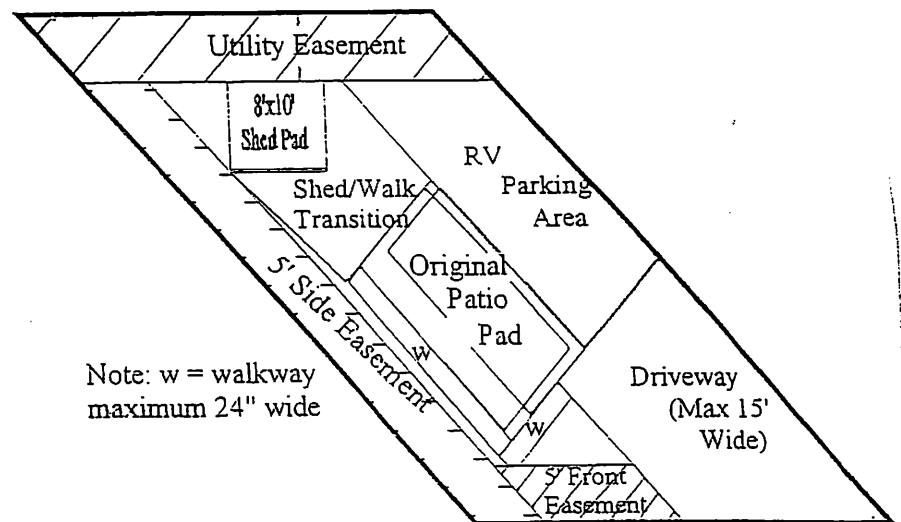 Utility Easement
8'x10'
Shed Pad
RV
Parking
Area
Shed/Walk
Transition
Original
Patio
Pad
5' Side Easement
w
Note: w = walkway
maximum 24" wide
Driveway
(Max 15'
Wide)
w
5' Front
Easement